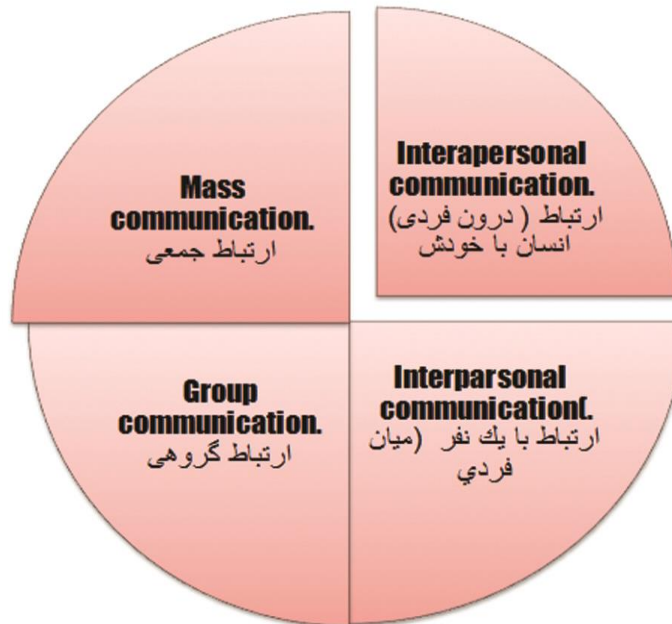 Mass
communication.
ارتباط جمعی
Interapersonal
communication.
ارتباط ( درون فردی)
انسان با خودش
Group
communication.
ارتباط گروهی
Interparsonal
communication(.
ارتباط با يك نفر (ميان
فردي